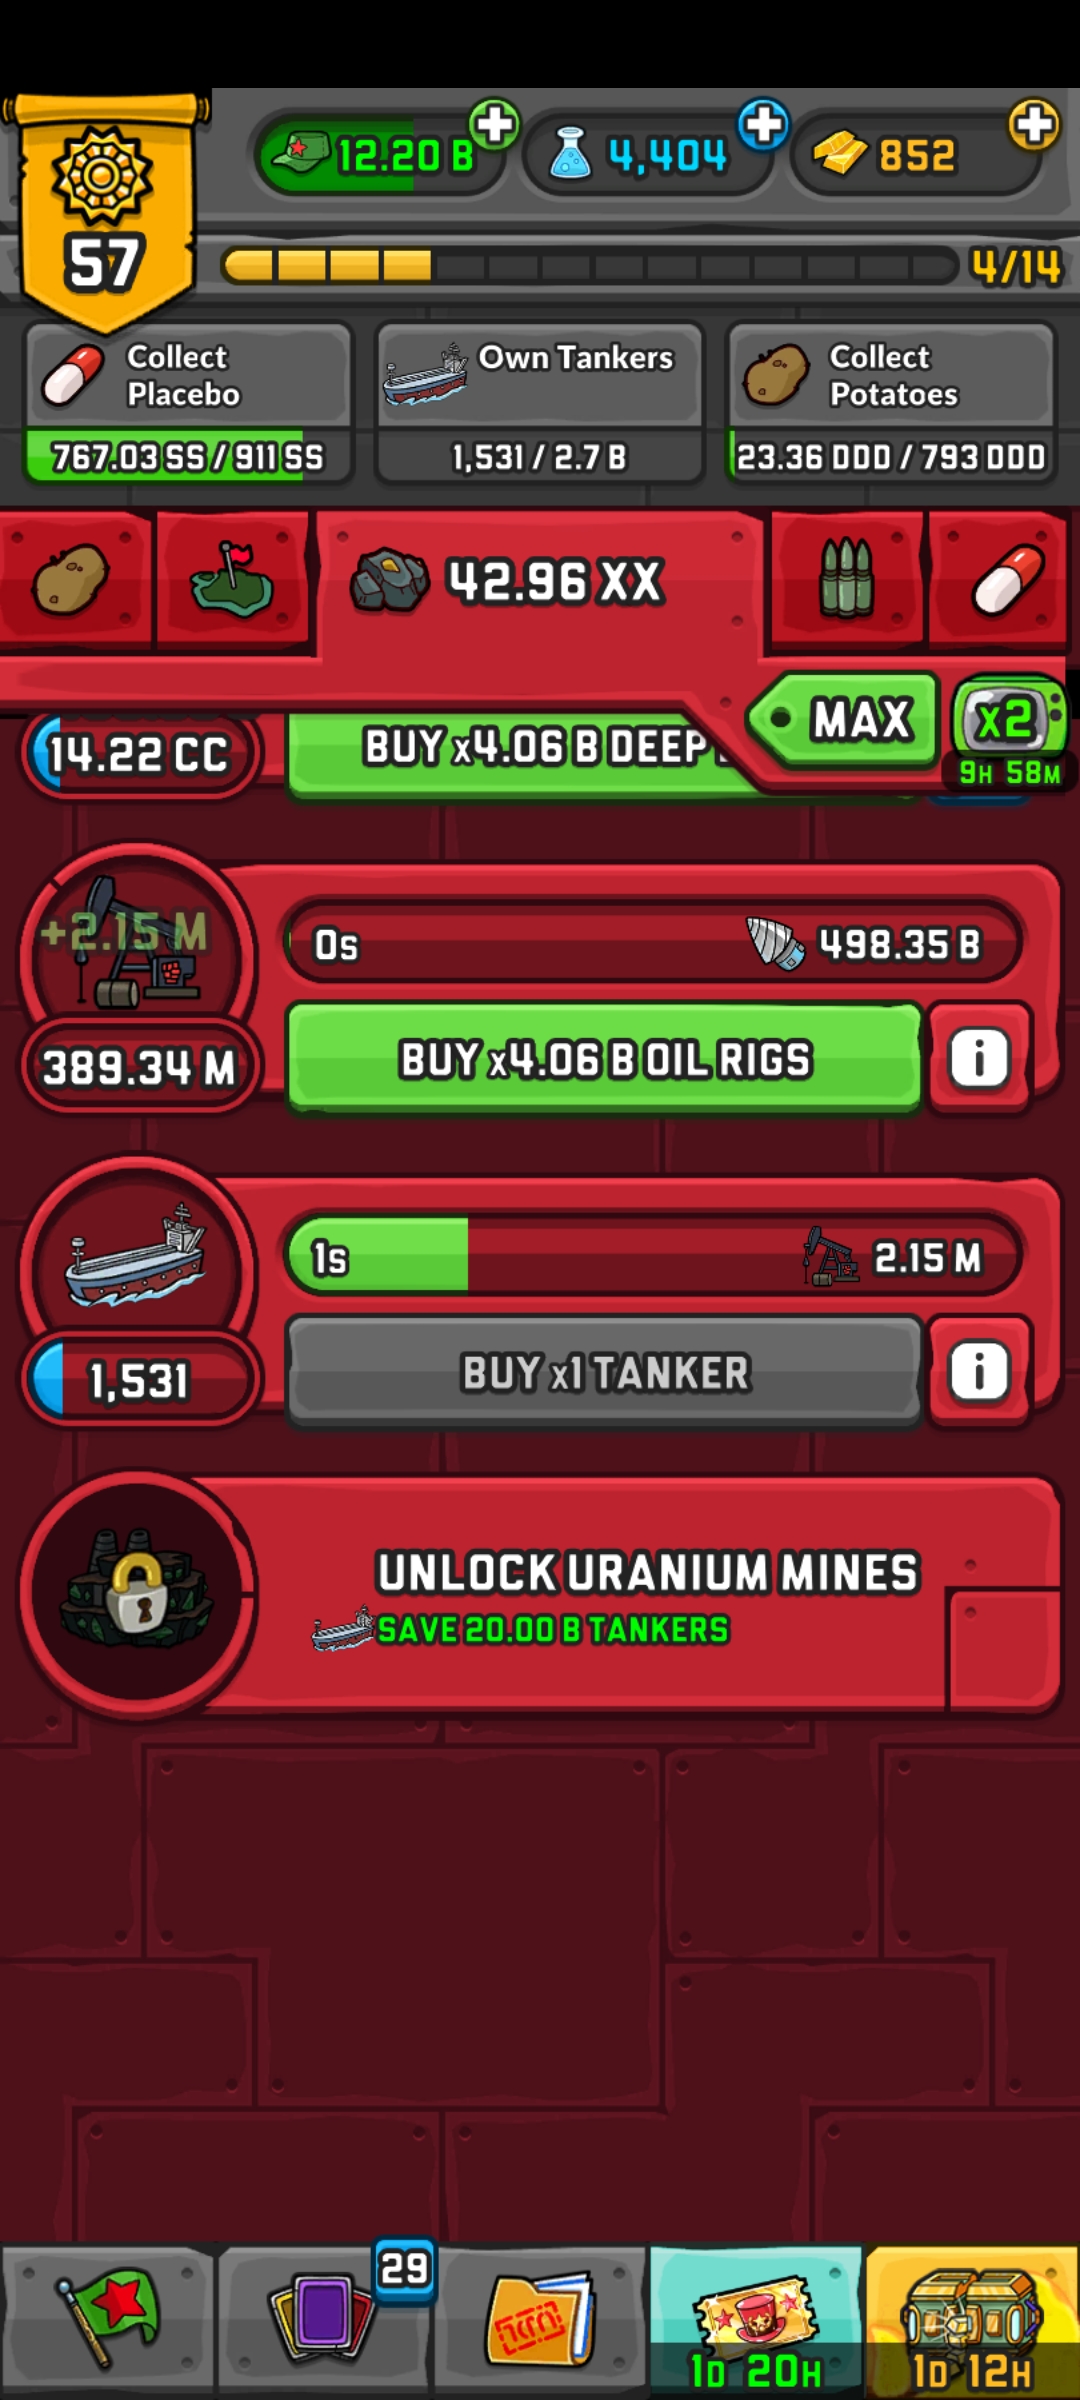 57
12.20 B
4,404
852
4/14
Collect
Placebo
767.03 SS / 911 SS
Own Tankers
1,531 / 2.7 B
Collect
Potatoes
23.36 DDD / 793 DDD
42.96 XX
MAX
x2
9H 58M
14.22 CC
BUY x4.06 B DEEP
+2.15 M
0s
498.35 B
389.34 M
BUY x4.06 B OIL RIGS
i
1s
2.15 M
1,531
BUY x1 TANKER
i
UNLOCK URANIUM MINES
SAVE 20.00 B TANKERS
29
1D 20H
1D 12H